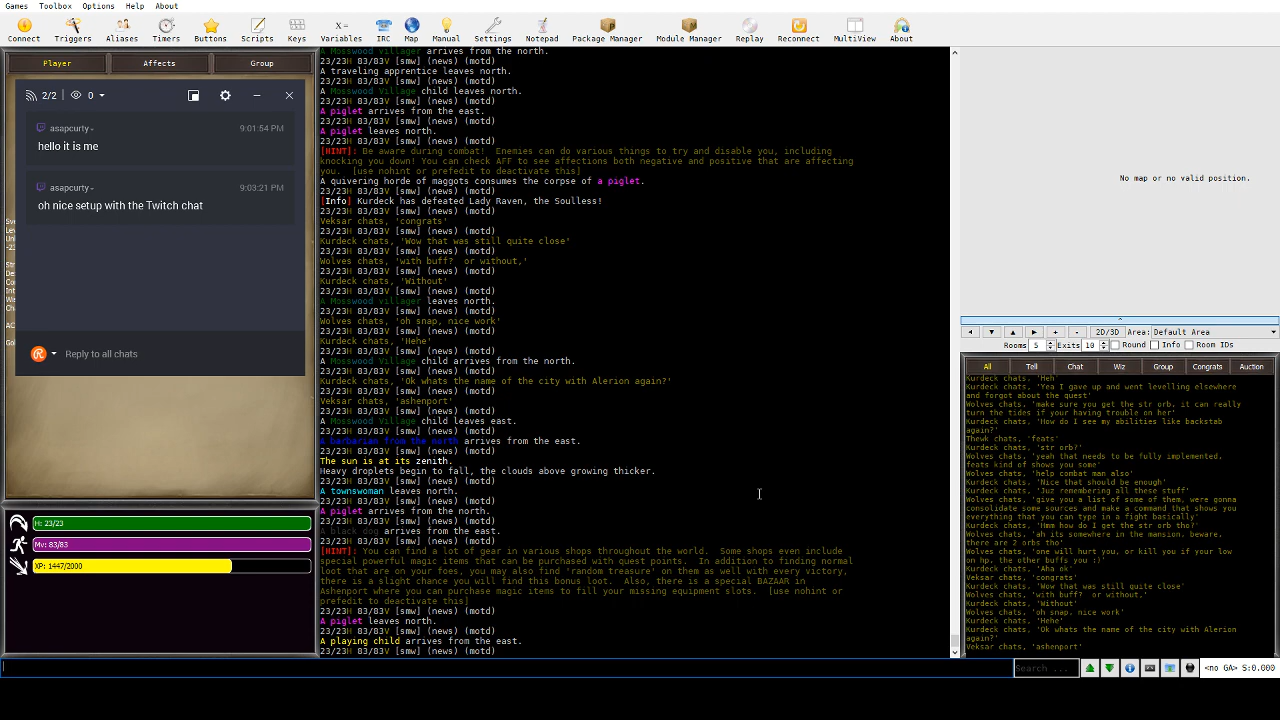 Games Toolbox Options Help About
Connect Triggers Aliases Timers Buttons Scripts Keys Variables IRC Map Manual Settings Notepad Package Manager Module Manager Replay Reconnect MultiView About
Player Affects Group
2/2 | 0
asapcurty 9:01:54 PM
hello it is me
asapcurty 9:03:21 PM
oh nice setup with the Twitch chat
Reply to all chats
H: 23/23
Mv: 83/83
XP: 1447/2000
A Mosswood villager arrives from the north.
23/23H 83/83V [smw] (news) (motd)
A traveling apprentice leaves north.
23/23H 83/83V [smw] (news) (motd)
A Mosswood Village child leaves north.
23/23H 83/83V [smw] (news) (motd)
A piglet arrives from the east.
23/23H 83/83V [smw] (news) (motd)
A piglet leaves north.
23/23H 83/83V [smw] (news) (motd)
[HINT]: Be aware during combat!  Enemies can do various things to try and disable you, including
knocking you down! You can check AFF to see affections both negative and positive that are affecting
you.  [use nohint or prefedit to deactivate this]
A quivering horde of maggots consumes the corpse of a piglet.
23/23H 83/83V [smw] (news) (motd)
[Info] Kurdeck has defeated Lady Raven, the Soulless!
23/23H 83/83V [smw] (news) (motd)
Veksar chats, 'congrats'
23/23H 83/83V [smw] (news) (motd)
Kurdeck chats, 'Wow that was still quite close'
23/23H 83/83V [smw] (news) (motd)
Wolves chats, 'with buff?  or without,'
23/23H 83/83V [smw] (news) (motd)
Kurdeck chats, 'Without'
23/23H 83/83V [smw] (news) (motd)
A Mosswood villager leaves north.
23/23H 83/83V [smw] (news) (motd)
Wolves chats, 'oh snap, nice work'
23/23H 83/83V [smw] (news) (motd)
Kurdeck chats, 'Hehe'
23/23H 83/83V [smw] (news) (motd)
A Mosswood Village child arrives from the north.
23/23H 83/83V [smw] (news) (motd)
Kurdeck chats, 'Ok whats the name of the city with Alerion again?'
23/23H 83/83V [smw] (news) (motd)
Veksar chats, 'ashenport'
23/23H 83/83V [smw] (news) (motd)
A Mosswood Village child leaves east.
23/23H 83/83V [smw] (news) (motd)
A barbarian from the north arrives from the east.
23/23H 83/83V [smw] (news) (motd)
The sun is at its zenith.
Heavy droplets begin to fall, the clouds above growing thicker.
23/23H 83/83V [smw] (news) (motd)
A townswoman leaves north.
23/23H 83/83V [smw] (news) (motd)
A piglet arrives from the north.
23/23H 83/83V [smw] (news) (motd)
A black dog arrives from the east.
23/23H 83/83V [smw] (news) (motd)
[HINT]: You can find a lot of gear in various shops throughout the world.  Some shops even include
special powerful magic items that can be purchased with quest points.  In addition to finding normal
loot that are on your foes, you may also find 'random treasure' on them as well with every victory,
there is a slight chance you will find this bonus loot.  Also, there is a special BAZAAR in
Ashenport where you can purchase magic items to fill your missing equipment slots.  [use nohint or
prefedit to deactivate this]
23/23H 83/83V [smw] (news) (motd)
A piglet leaves north.
23/23H 83/83V [smw] (news) (motd)
A playing child arrives from the east.
23/23H 83/83V [smw] (news) (motd)
No map or no valid position.
2D/3D Area: Default Area
Rooms 5 Exits 10 Round Info Room IDs
All Tell Chat Wiz Group Congrats Auction
Kurdeck chats, 'Heh'
Kurdeck chats, 'Yea I gave up and went levelling elsewhere
and forgot about the quest'
Wolves chats, 'make sure you get the str orb, it can really
turn the tides if your having trouble on her'
Kurdeck chats, 'How do I see my abilities like backstab
again?'
Thewk chats, 'feats'
Kurdeck chats, 'str orb?'
Wolves chats, 'yeah that needs to be fully implemented,
feats kind of shows you some'
Wolves chats, 'help combat man also'
Kurdeck chats, 'Nice that should be enough'
Kurdeck chats, 'Juz remembering all these stuff'
Wolves chats, 'give you a list of some of them, were gonna
consolidate some sources and make a command that shows you
everything that you can type in a fight basically'
Kurdeck chats, 'Hmm how do I get the str orb tho?'
Wolves chats, 'ah its somewhere in the mansion, beware,
there are 2 orbs tho'
Wolves chats, 'one will hurt you, or kill you if your low
on hp, the other buffs you :)'
Kurdeck chats, 'Aha ok'
Veksar chats, 'congrats'
Kurdeck chats, 'Wow that was still quite close'
Wolves chats, 'with buff?  or without,'
Kurdeck chats, 'Without'
Wolves chats, 'oh snap, nice work'
Kurdeck chats, 'Hehe'
Kurdeck chats, 'Ok whats the name of the city with Alerion
again?'
Veksar chats, 'ashenport'
Search ...
<no GA> S:0.000